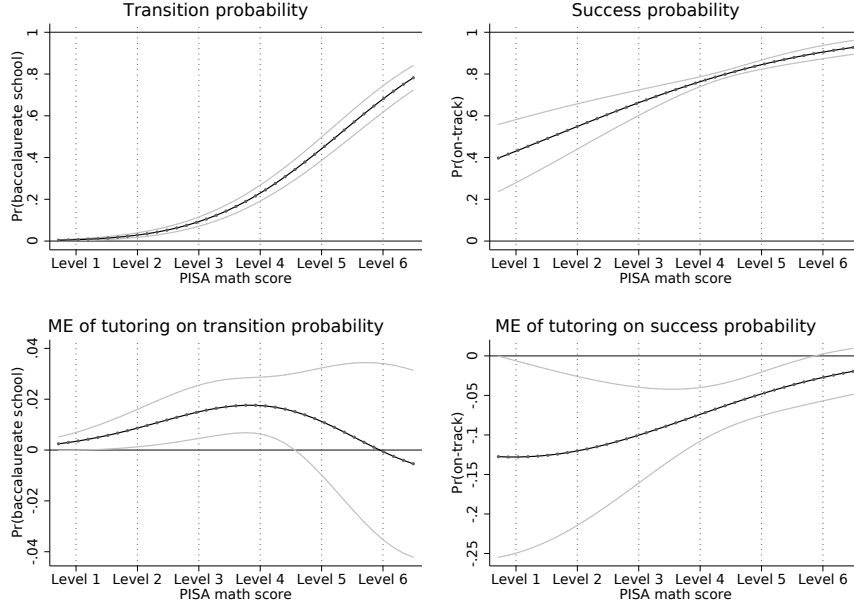 Transition probability
Pr(baccalaureate school)
1
.8
.6
.4
.2
0
Level 1 Level 2 Level 3 Level 4 Level 5 Level 6
PISA math score
Success probability
Pr(on-track)
1
.8
.6
.4
.2
0
Level 1 Level 2 Level 3 Level 4 Level 5 Level 6
PISA math score
ME of tutoring on transition probability
Pr(baccalaureate school)
.04
.02
0
-.02
-.04
Level 1 Level 2 Level 3 Level 4 Level 5 Level 6
PISA math score
ME of tutoring on success probability
Pr(on-track)
0
-.05
-.1
-.15
-.2
-.25
Level 1 Level 2 Level 3 Level 4 Level 5 Level 6
PISA math score